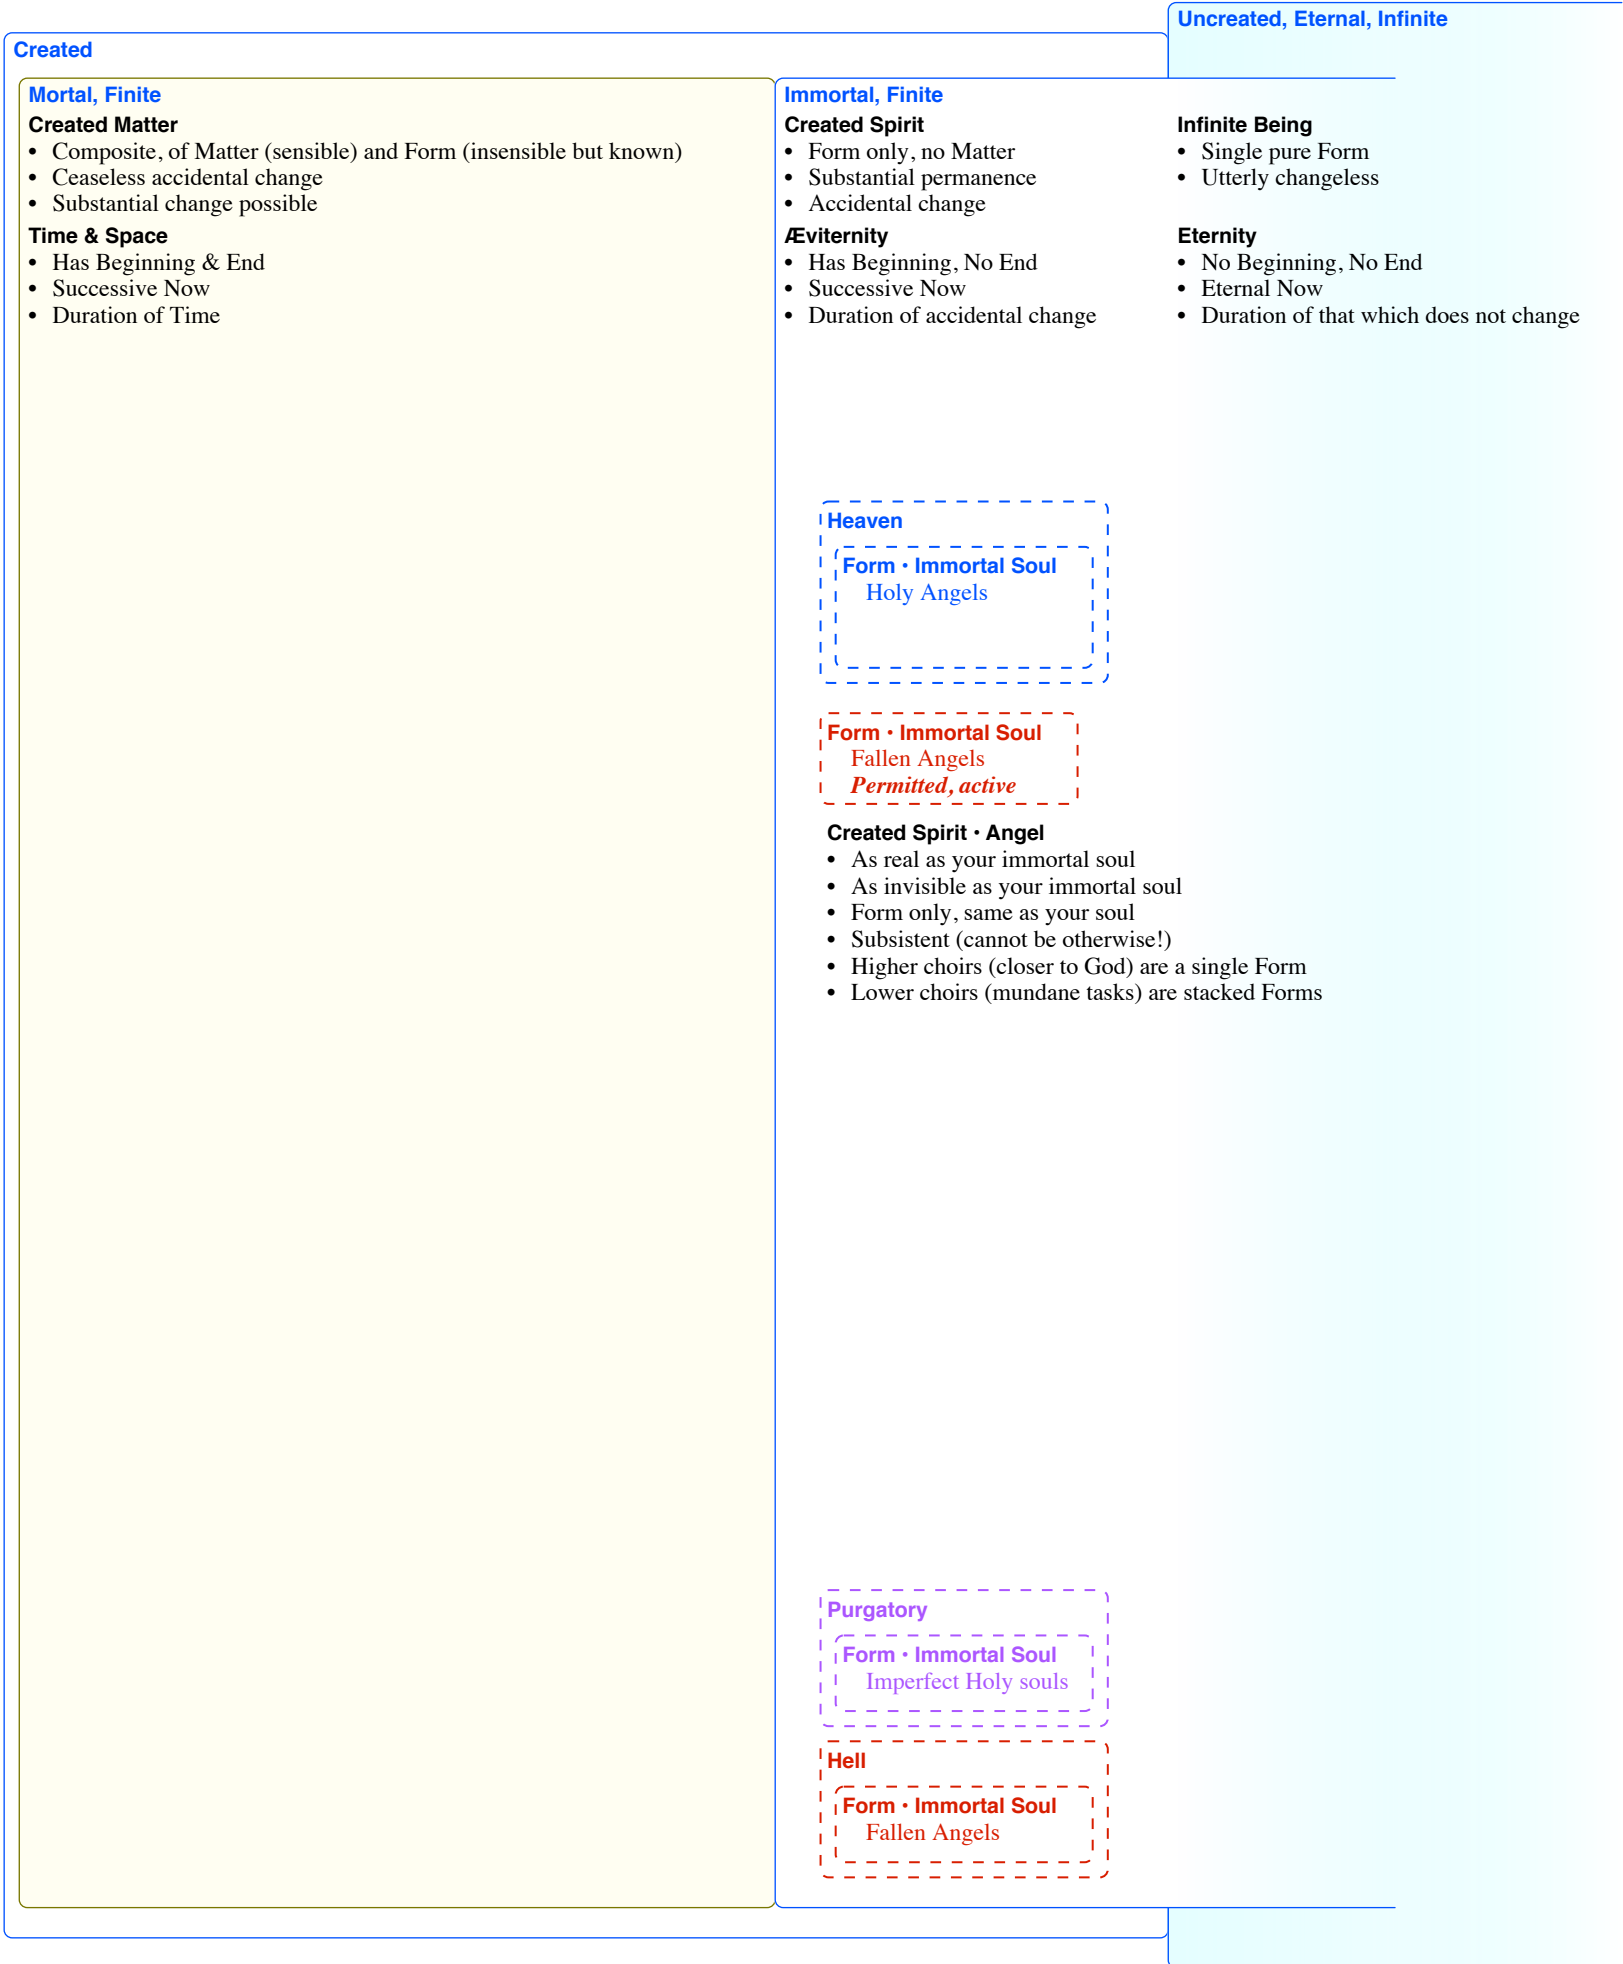 Uncreated, Eternal, Infinite
Created
Mortal, Finite
Created Matter
• Composite, of Matter (sensible) and Form (insensible but known)
• Ceaseless accidental change
• Substantial change possible
Time & Space
• Has Beginning & End
• Successive Now
• Duration of Time
Immortal, Finite
Created Spirit
• Form only, no Matter
• Substantial permanence
• Accidental change
Æviternity
• Has Beginning, No End
• Successive Now
• Duration of accidental change
Infinite Being
• Single pure Form
• Utterly changeless
Eternity
• No Beginning, No End
• Eternal Now
• Duration of that which does not change
Heaven
Form • Immortal Soul
Holy Angels
Form • Immortal Soul
Fallen Angels
Permitted, active
Created Spirit • Angel
• As real as your immortal soul
• As invisible as your immortal soul
• Form only, same as your soul
• Subsistent (cannot be otherwise!)
• Higher choirs (closer to God) are a single Form
• Lower choirs (mundane tasks) are stacked Forms
Purgatory
Form • Immortal Soul
Imperfect Holy souls
Hell
Form • Immortal Soul
Fallen Angels